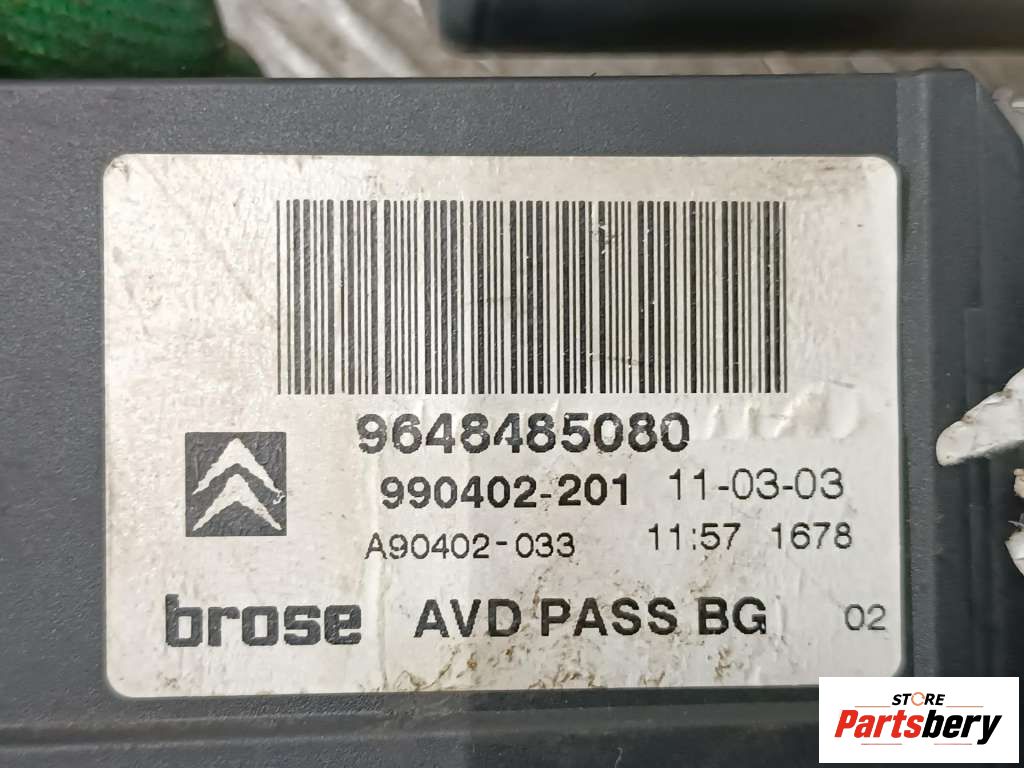 9648485080
990402-201 11-03-03
A90402-033 11:57 1678
brose AVD PASS BG 02
STORE
Partsbery